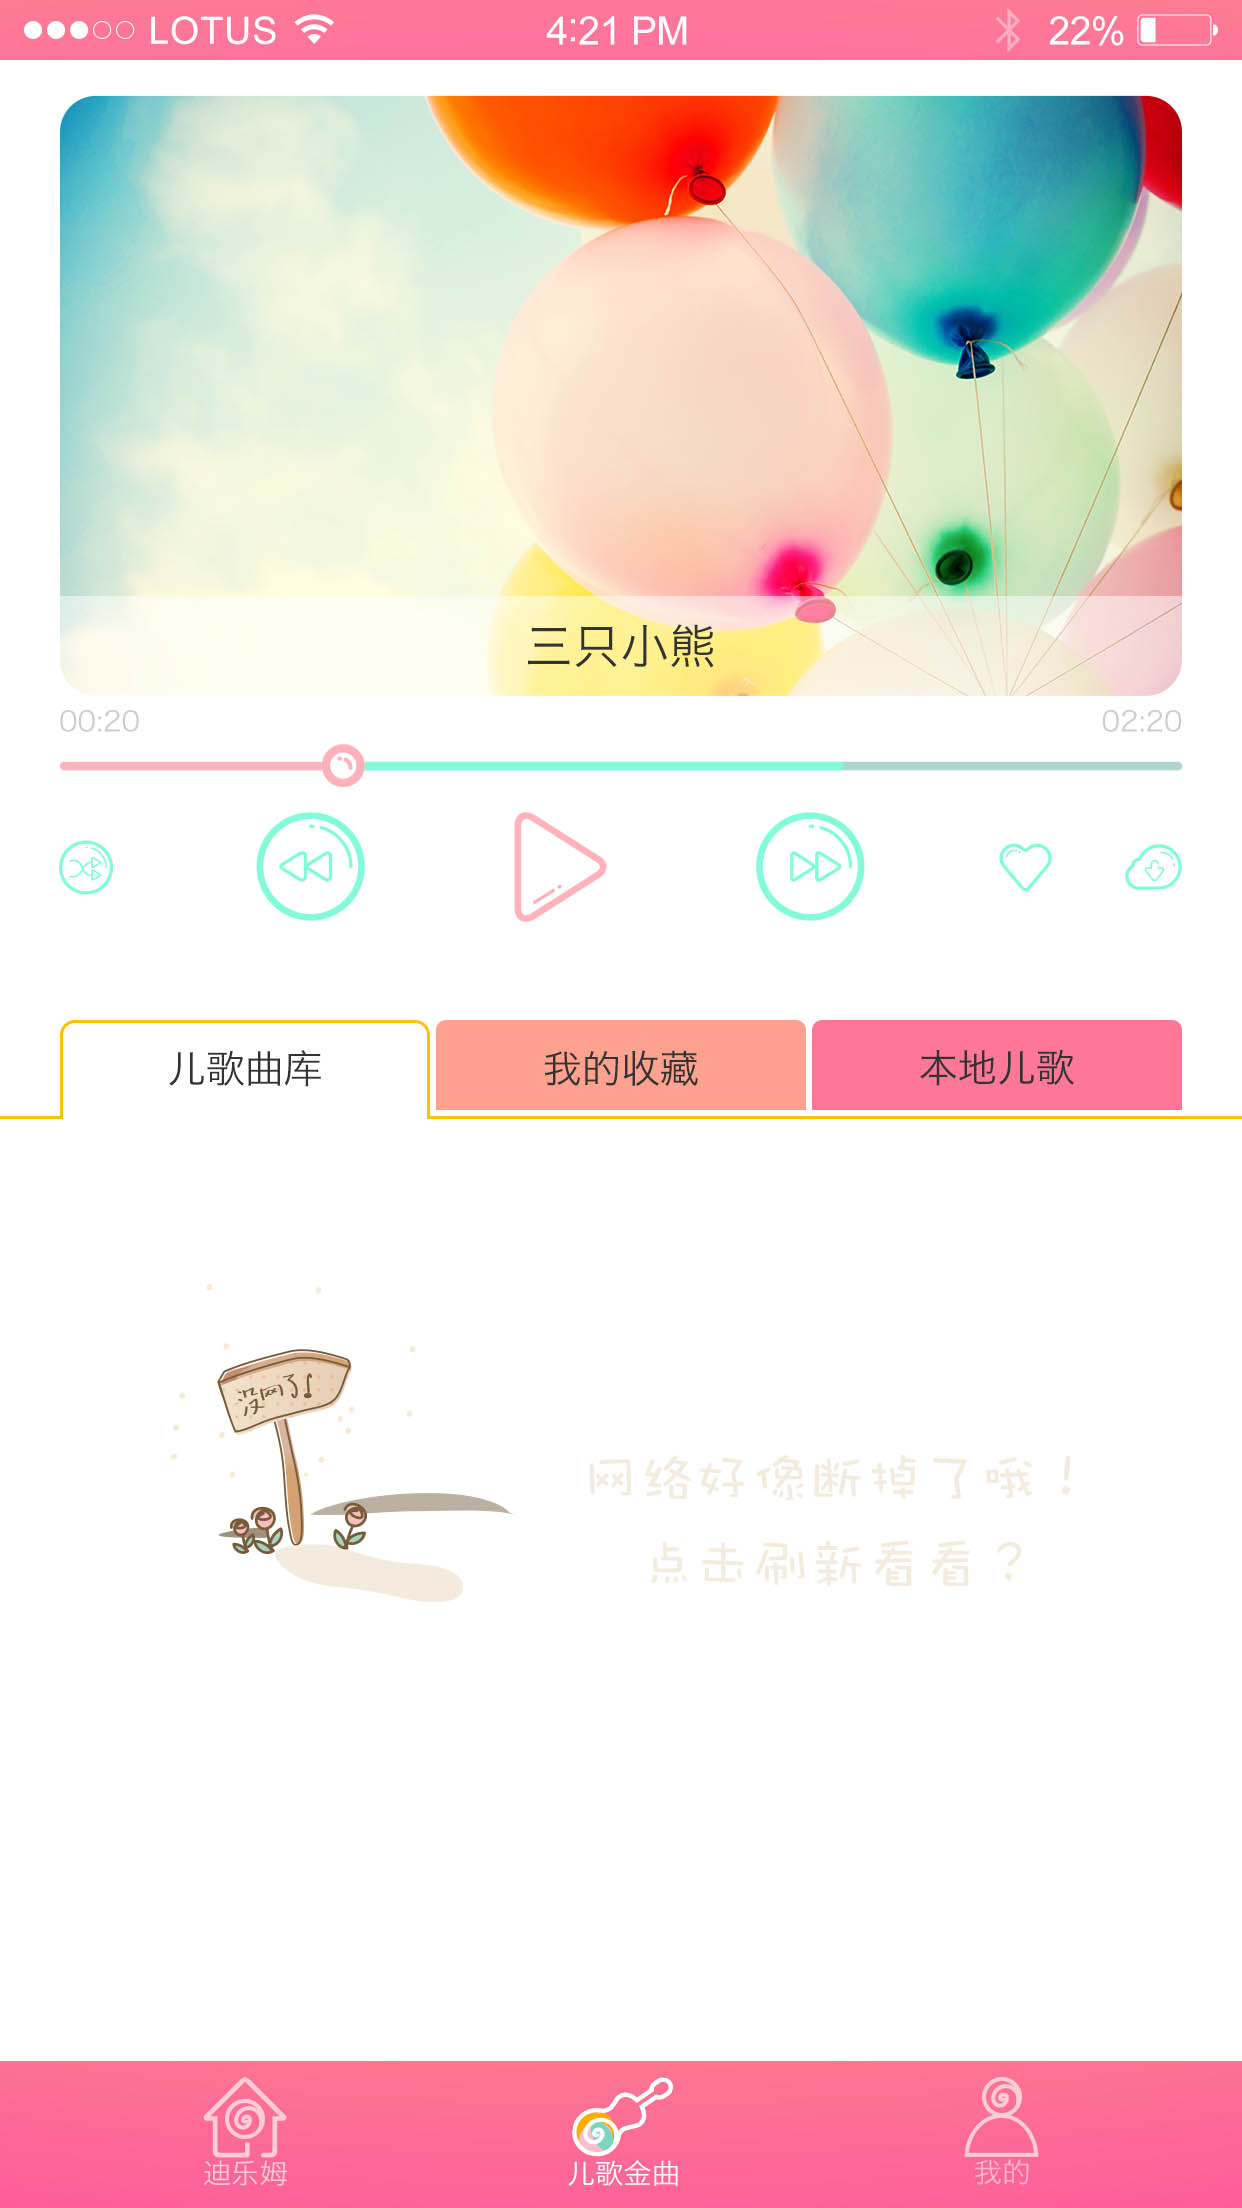 LOTUS 4:21 PM 22%
三只小熊
00:20 02:20
儿歌曲库 我的收藏 本地儿歌
没网了
网络好像断掉了哦！
点击刷新看看？
迪乐姆 儿歌金曲 我的